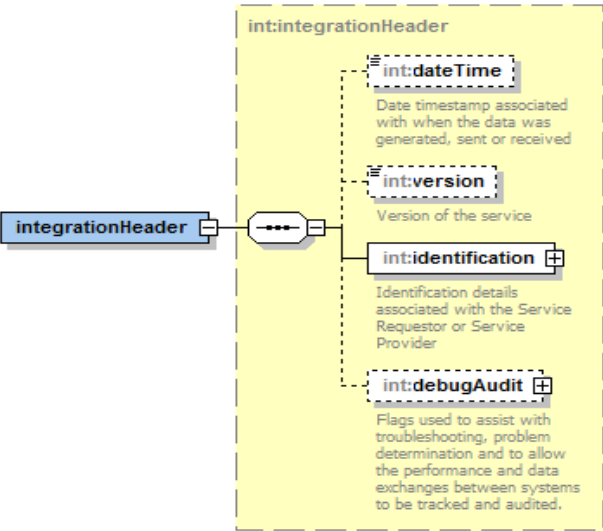 int:integrationHeader
int:dateTime
Date timestamp associated
with when the data was
generated, sent or received
int:version
Version of the service
integrationHeader
int:identification
Identification details
associated with the Service
Requestor or Service
Provider
int:debugAudit
Flags used to assist with
troubleshooting, problem
determination and to allow
the performance and data
exchanges between systems
to be tracked and audited.